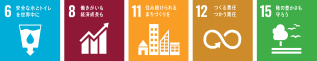 6 安全な水とトイレ
を世界中に
8 働きがいも
経済成長も
11 住み続けられる
まちづくりを
12 つくる責任
つかう責任
15 陸の豊かさも
守ろう